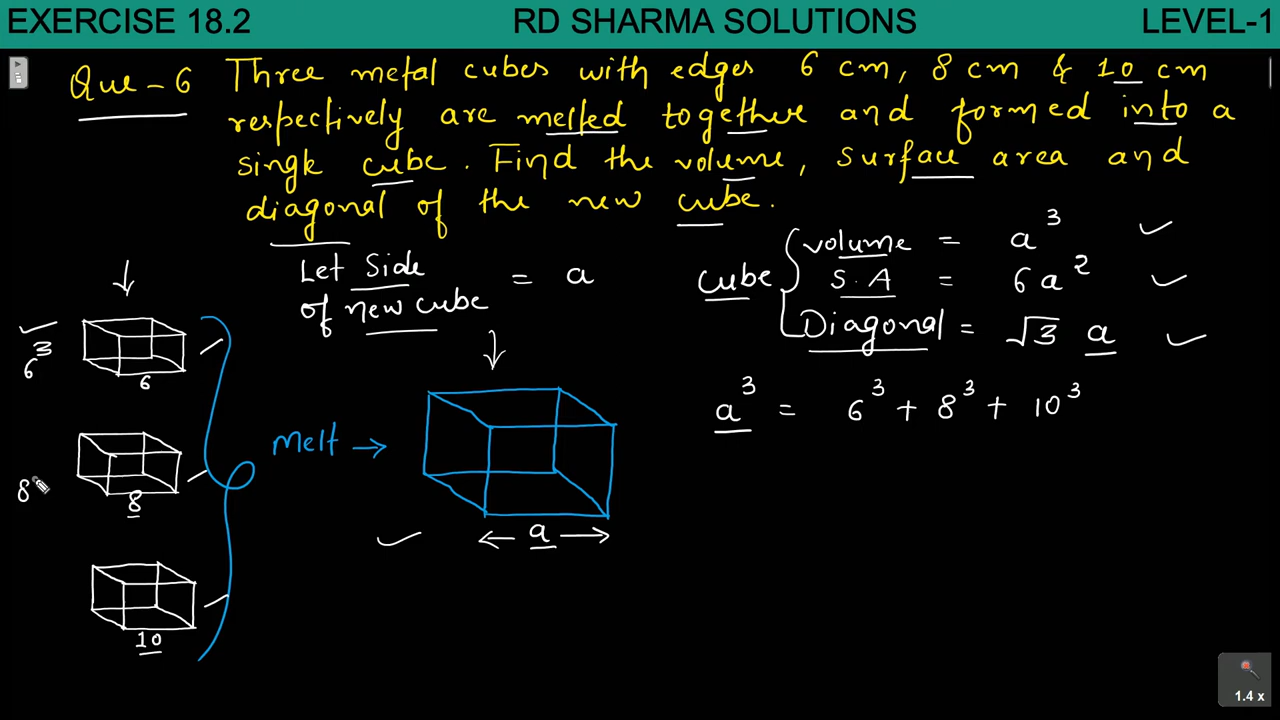 EXERCISE 18.2 RD SHARMA SOLUTIONS LEVEL-1
Que-6 Three metal cubes with edges 6 cm, 8 cm & 10 cm
respectively are melted together and formed into a
single cube. Find the volume, surface area and
diagonal of the new cube.
Let Side
of new cube = a
cube
volume = a³
S.A = 6a²
Diagonal = √3 a
a³ = 6³ + 8³ + 10³
6³
6
Melt →
8
8
← a →
10
1.4 x